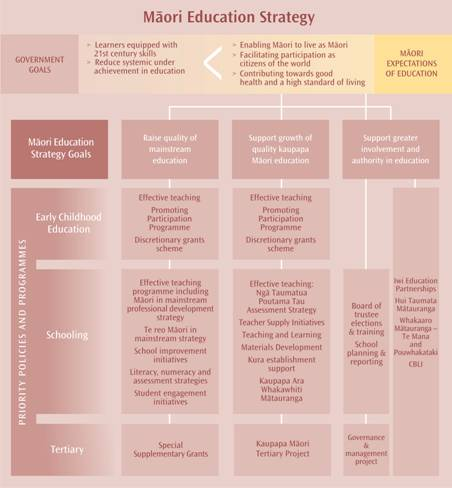 Māori Education Strategy
GOVERNMENT
GOALS
> Learners equipped with
21st century skills
> Reduce systemic under
achievement in education
> Enabling Māori to live as Māori
> Facilitating participation as
citizens of the world
> Contributing towards good
health and a high standard of living
MĀORI
EXPECTATIONS
OF EDUCATION
Māori Education
Strategy Goals
Raise quality of
mainstream
education
Support growth of
quality kaupapa
Māori education
Support greater
involvement and
authority in education
PRIORITY POLICIES AND PROGRAMMES
Early Childhood
Education
Effective teaching
Promoting
Participation
Programme
Discretionary grants
scheme
Effective teaching
Promoting
Participation
Programme
Discretionary grants
scheme
Schooling
Effective teaching
programme including
Māori in mainstream
professional development
strategy
Te reo Māori in
mainstream strategy
School improvement
initiatives
Literacy, numeracy and
assessment strategies
Student engagement
initiatives
Effective teaching:
Ngā Taumatua
Poutama Tau
Assessment Strategy
Teacher Supply Initiatives
Teaching and Learning
Materials Development
Kura establishment
support
Kaupapa Ara
Whakawhiti
Mātauranga
Board of
trustee
elections
& training
School
planning &
reporting
Iwi Education
Partnerships
Hui Taumata
Mātauranga
Whakaaro
Mātauranga –
Te Mana
and
Pouwhakataki
CBLI
Tertiary
Special
Supplementary Grants
Kaupapa Māori
Tertiary Project
Governance
&
management
project